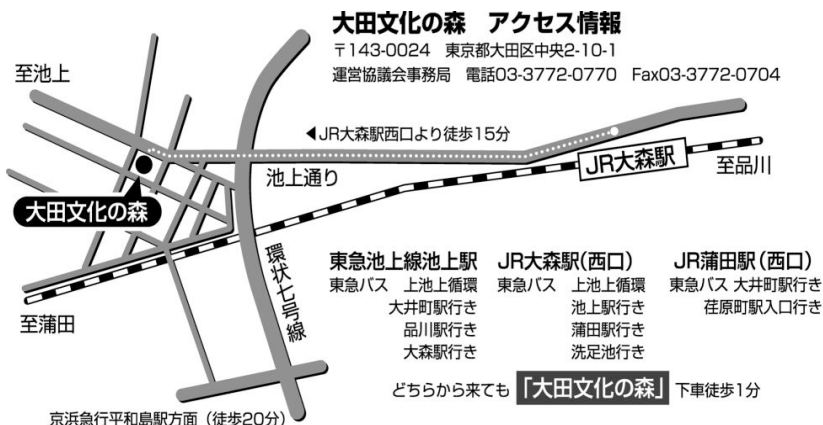 大田文化の森 アクセス情報
〒143-0024 東京都大田区中央2-10-1
運営協議会事務局 電話03-3772-0770 Fax03-3772-0704
至池上
◀JR大森駅西口より徒歩15分
JR大森駅
至品川
池上通り
大田文化の森
環状七号線
至蒲田
東急池上線池上駅
東急バス 上池上循環
大井町駅行き
品川駅行き
大森駅行き
JR大森駅(西口)
東急バス 上池上循環
池上駅行き
蒲田駅行き
洗足池行き
JR蒲田駅(西口)
東急バス 大井町駅行き
荏原町駅入口行き
どちらから来ても 「大田文化の森」 下車徒歩1分
京浜急行平和島駅方面(徒歩20分)